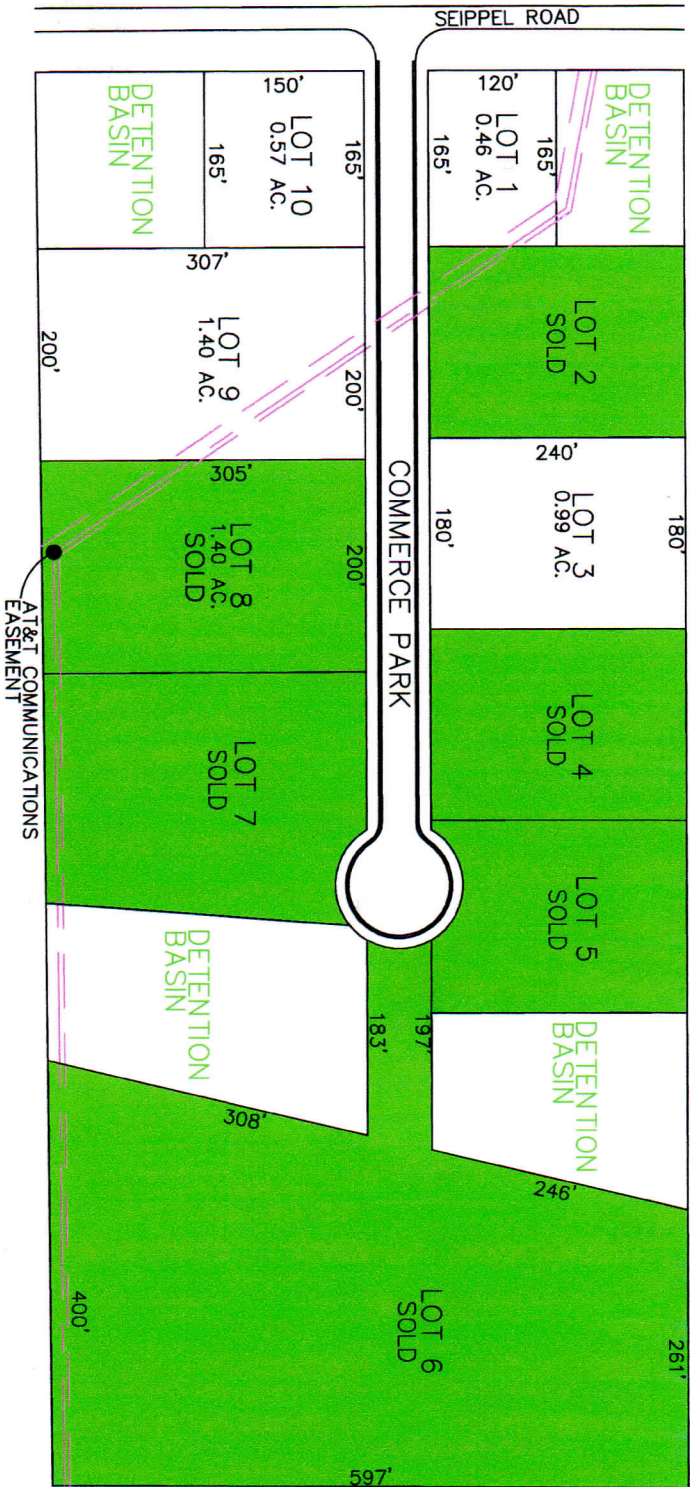 SEIPPEL ROAD
DETENTION
BASIN
120'
165'
165'
LOT 1
0.46 AC.
LOT 2
SOLD
240'
180'
180'
LOT 3
0.99 AC.
LOT 4
SOLD
LOT 5
SOLD
DETENTION
BASIN
246'
197'
183'
261'
LOT 6
SOLD
597'
400'
308'
DETENTION
BASIN
COMMERCE PARK
LOT 7
SOLD
200'
305'
LOT 8
1.40 AC.
SOLD
AT&T COMMUNICATIONS
EASEMENT
200'
307'
LOT 9
1.40 AC.
200'
150'
165'
165'
LOT 10
0.57 AC.
DETENTION
BASIN